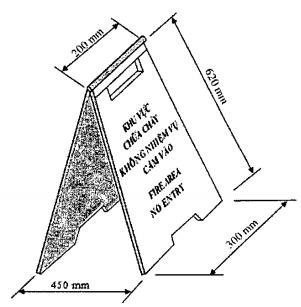 200 mm
620 mm
KHU VỰC
CHỮA CHÁY
KHÔNG NHIỆM VỤ
CẤM VÀO
FIRE AREA
NO ENTRY
300 mm
450 mm